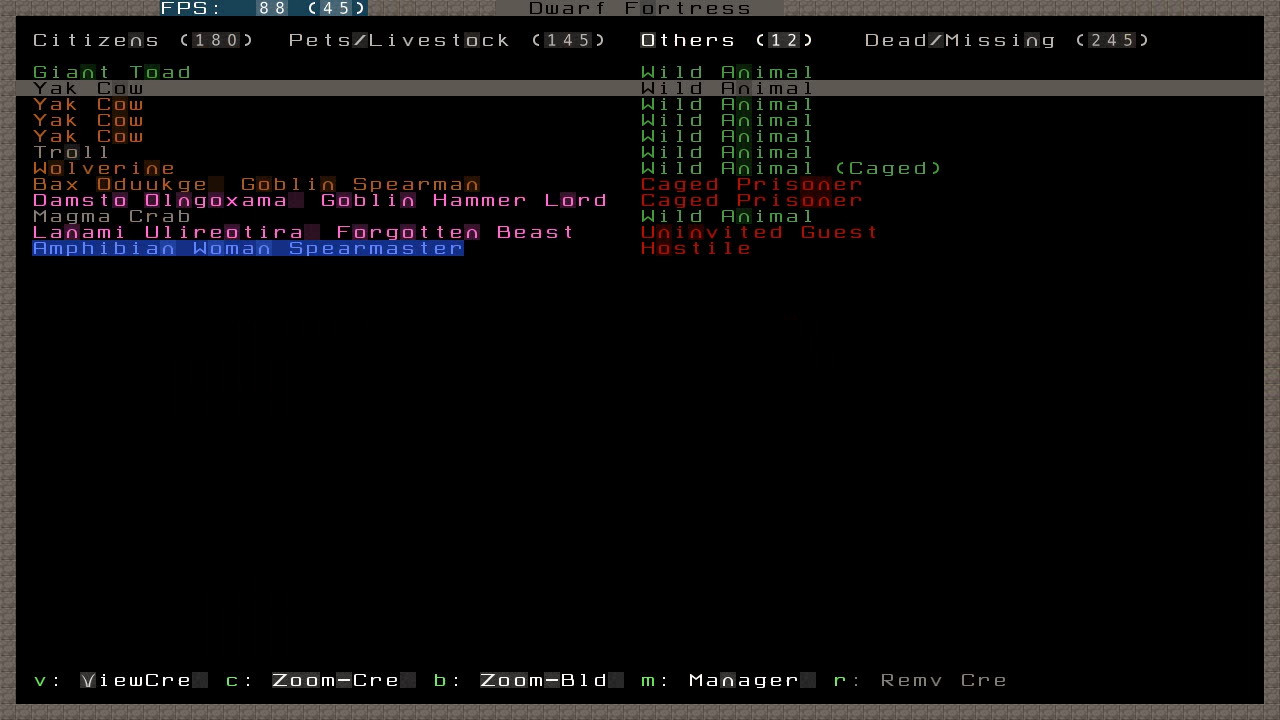 FPS: 88 (45) Dwarf Fortress
Citizens (180) Pets/Livestock (145) Others (12) Dead/Missing (245)
Giant Toad Wild Animal
Yak Cow Wild Animal
Yak Cow Wild Animal
Yak Cow Wild Animal
Yak Cow Wild Animal
Troll Wild Animal
Wolverine Wild Animal (Caged)
Bax Oduukge Goblin Spearman Caged Prisoner
Damsto Olngoxama Goblin Hammer Lord Caged Prisoner
Magma Crab Wild Animal
Lanami Ulireotira Forgotten Beast Uninvited Guest
Amphibian Woman Spearmaster Hostile
v: ViewCre c: Zoom-Cre b: Zoom-Bld m: Manager r: Remv Cre